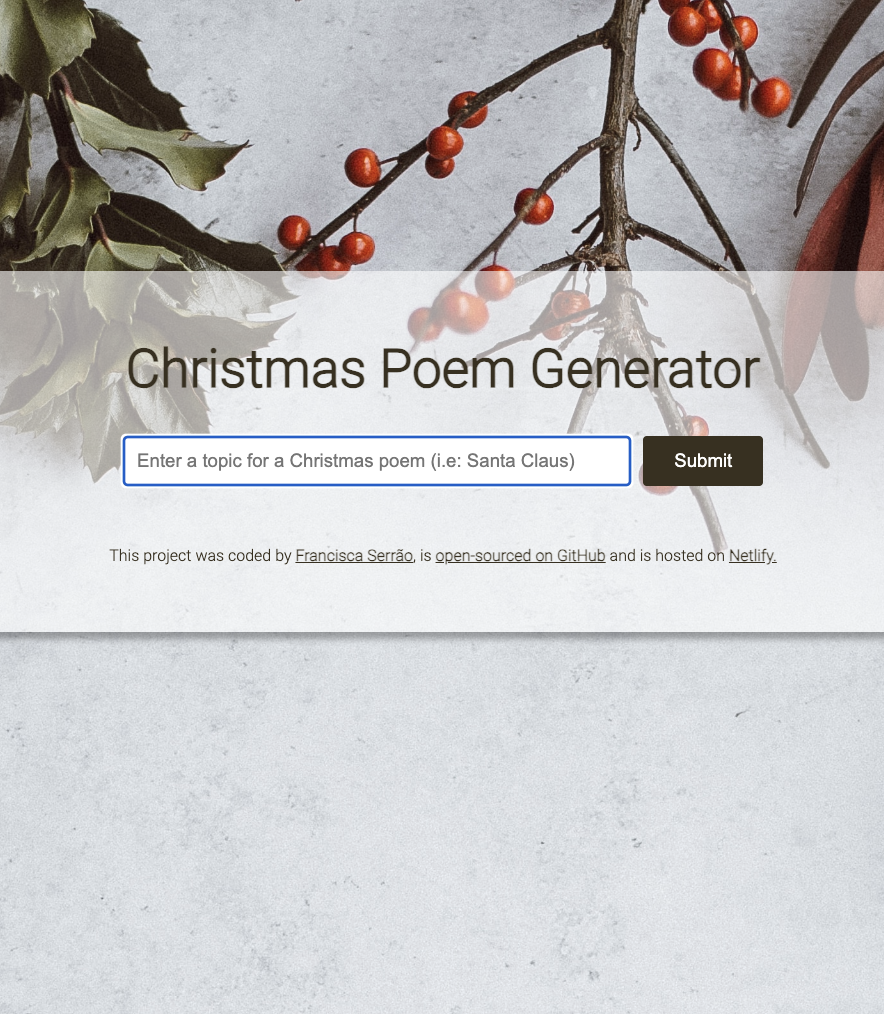 Christmas Poem Generator
Enter a topic for a Christmas poem (i.e: Santa Claus)
Submit
This project was coded by Francisca Serrão, is open-sourced on GitHub and is hosted on Netlify.